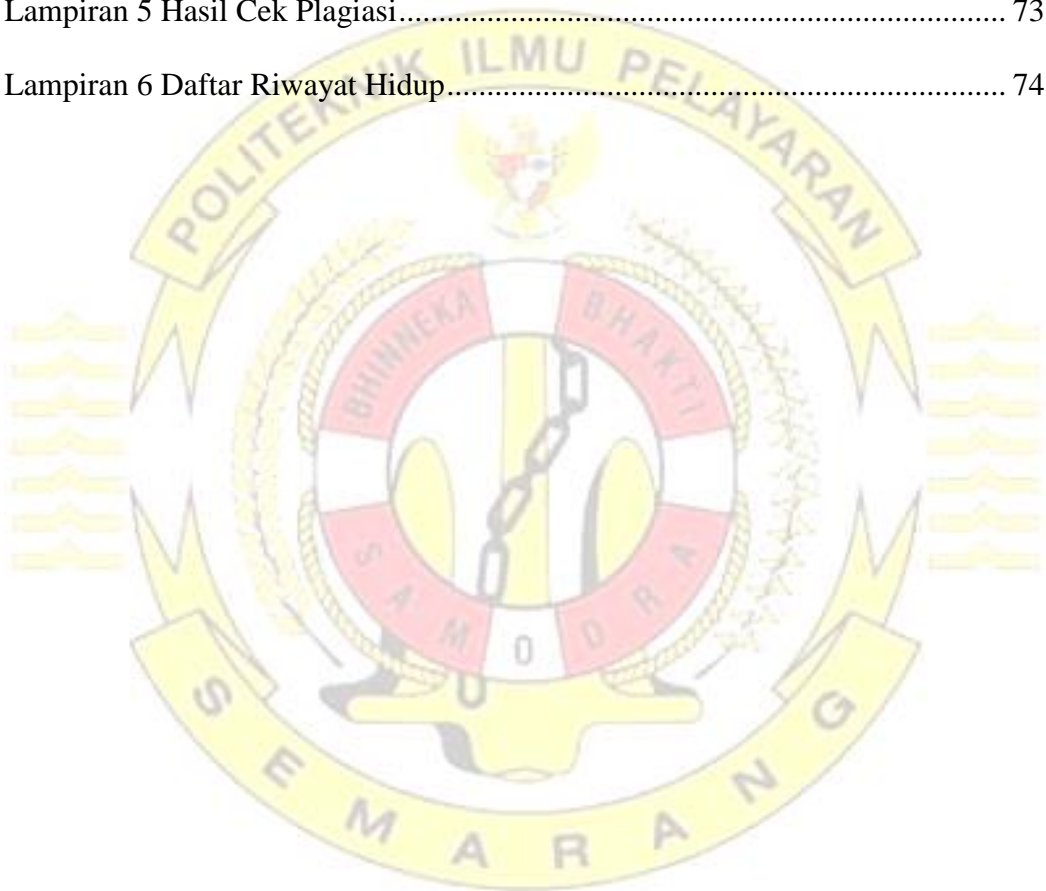 Lampiran 5 Hasil Cek Plagiasi.......................................................................... 73
Lampiran 6 Daftar Riwayat Hidup.................................................................... 74
POLITEKNIK ILMU PELAYARAN
BHINNEKA BHAKTI
SAMODRA
SEMARANG